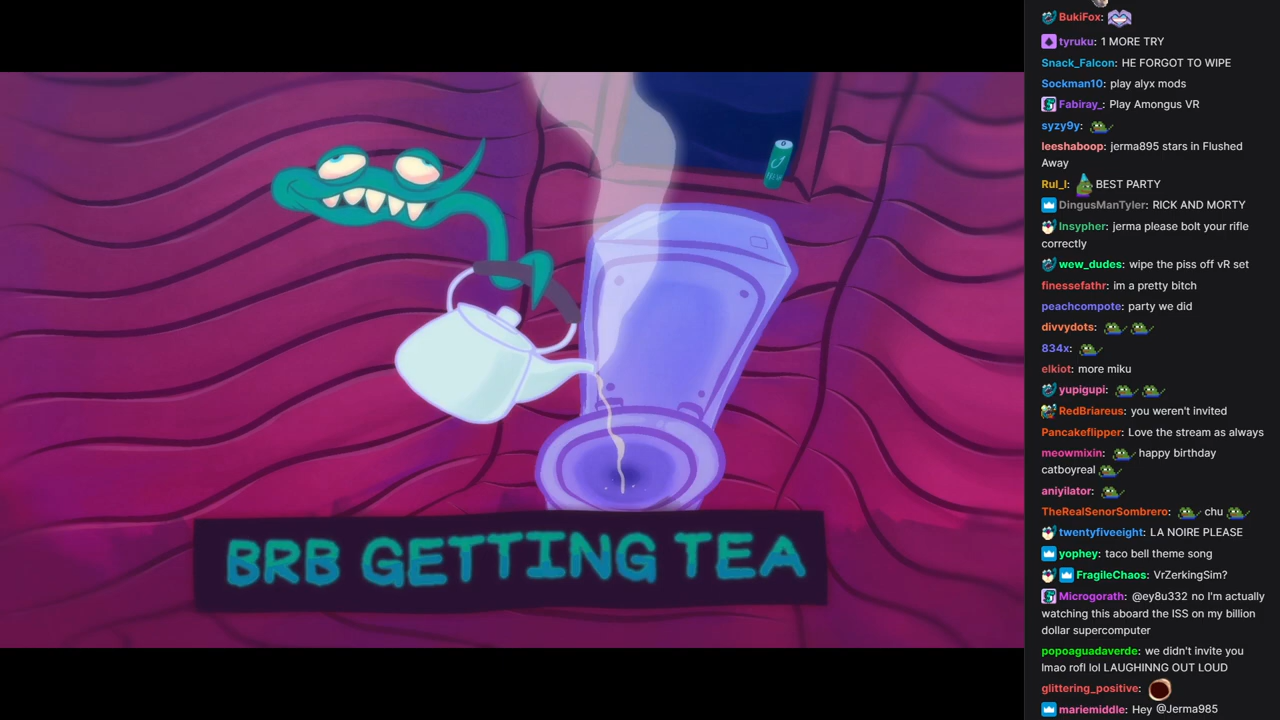 BRB GETTING TEA
BukiFox:
tyruku: 1 MORE TRY
Snack_Falcon: HE FORGOT TO WIPE
Sockman10: play alyx mods
Fabiray_: Play Amongus VR
syzy9y:
leeshaboop: jerma895 stars in Flushed
Away
Rul_I: BEST PARTY
DingusManTyler: RICK AND MORTY
Insypher: jerma please bolt your rifle
correctly
wew_dudes: wipe the piss off vR set
finessefathr: im a pretty bitch
peachcompote: party we did
divvydots:
834x:
elkiot: more miku
yupigupi:
RedBriareus: you weren't invited
Pancakeflipper: Love the stream as always
meowmixin: happy birthday
catboyreal
aniyilator:
TheRealSenorSombrero: chu
twentyfiveeight: LA NOIRE PLEASE
yophey: taco bell theme song
FragileChaos: VrZerkingSim?
Microgorath: @ey8u332 no I'm actually
watching this aboard the ISS on my billion
dollar supercomputer
popoaguadaverde: we didn't invite you
lmao rofl lol LAUGHINNG OUT LOUD
glittering_positive:
mariemiddle: Hey @Jerma985